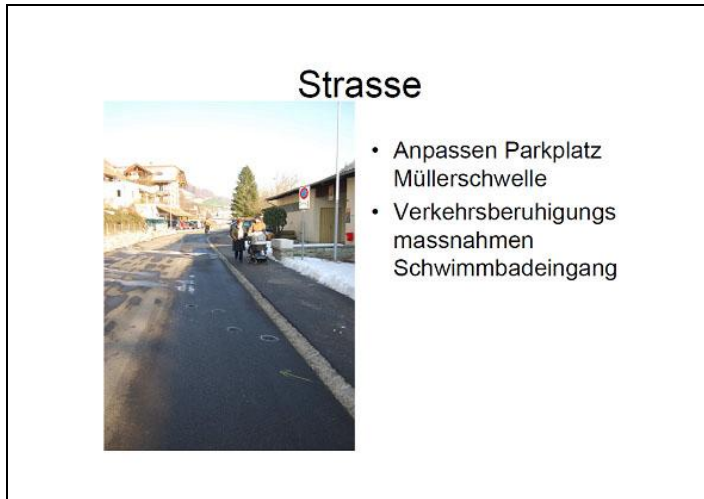 Strasse
• Anpassen Parkplatz
Müllerschwelle
• Verkehrsberuhigungs
massnahmen
Schwimmbadeingang